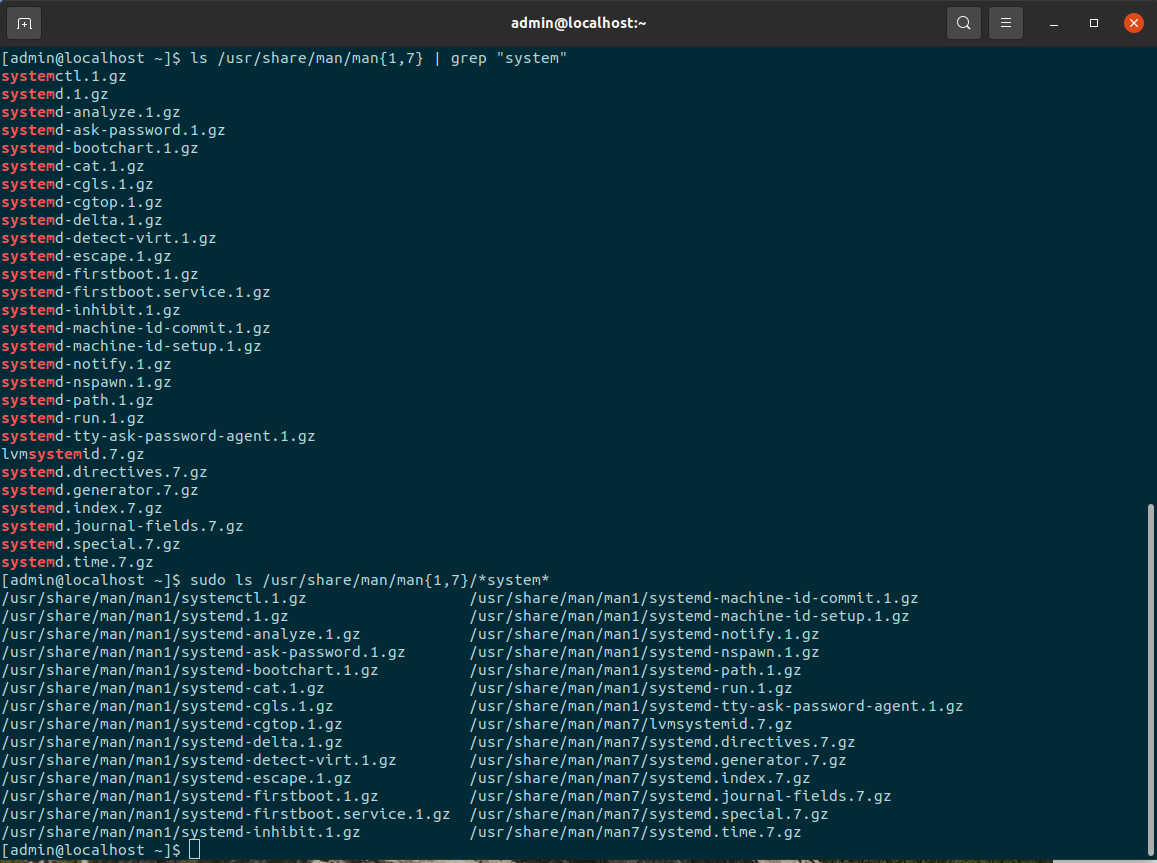 admin@localhost:~
[admin@localhost ~]$ ls /usr/share/man/man{1,7} | grep "system"
systemctl.1.gz
systemd.1.gz
systemd-analyze.1.gz
systemd-ask-password.1.gz
systemd-bootchart.1.gz
systemd-cat.1.gz
systemd-cgls.1.gz
systemd-cgtop.1.gz
systemd-delta.1.gz
systemd-detect-virt.1.gz
systemd-escape.1.gz
systemd-firstboot.1.gz
systemd-firstboot.service.1.gz
systemd-inhibit.1.gz
systemd-machine-id-commit.1.gz
systemd-machine-id-setup.1.gz
systemd-notify.1.gz
systemd-nspawn.1.gz
systemd-path.1.gz
systemd-run.1.gz
systemd-tty-ask-password-agent.1.gz
lvmsystemid.7.gz
systemd.directives.7.gz
systemd.generator.7.gz
systemd.index.7.gz
systemd.journal-fields.7.gz
systemd.special.7.gz
systemd.time.7.gz
[admin@localhost ~]$ sudo ls /usr/share/man/man{1,7}/*system*
/usr/share/man/man1/systemctl.1.gz /usr/share/man/man1/systemd-machine-id-commit.1.gz
/usr/share/man/man1/systemd.1.gz /usr/share/man/man1/systemd-machine-id-setup.1.gz
/usr/share/man/man1/systemd-analyze.1.gz /usr/share/man/man1/systemd-notify.1.gz
/usr/share/man/man1/systemd-ask-password.1.gz /usr/share/man/man1/systemd-nspawn.1.gz
/usr/share/man/man1/systemd-bootchart.1.gz /usr/share/man/man1/systemd-path.1.gz
/usr/share/man/man1/systemd-cat.1.gz /usr/share/man/man1/systemd-run.1.gz
/usr/share/man/man1/systemd-cgls.1.gz /usr/share/man/man1/systemd-tty-ask-password-agent.1.gz
/usr/share/man/man1/systemd-cgtop.1.gz /usr/share/man/man7/lvmsystemid.7.gz
/usr/share/man/man1/systemd-delta.1.gz /usr/share/man/man7/systemd.directives.7.gz
/usr/share/man/man1/systemd-detect-virt.1.gz /usr/share/man/man7/systemd.generator.7.gz
/usr/share/man/man1/systemd-escape.1.gz /usr/share/man/man7/systemd.index.7.gz
/usr/share/man/man1/systemd-firstboot.1.gz /usr/share/man/man7/systemd.journal-fields.7.gz
/usr/share/man/man1/systemd-firstboot.service.1.gz /usr/share/man/man7/systemd.special.7.gz
/usr/share/man/man1/systemd-inhibit.1.gz /usr/share/man/man7/systemd.time.7.gz
[admin@localhost ~]$